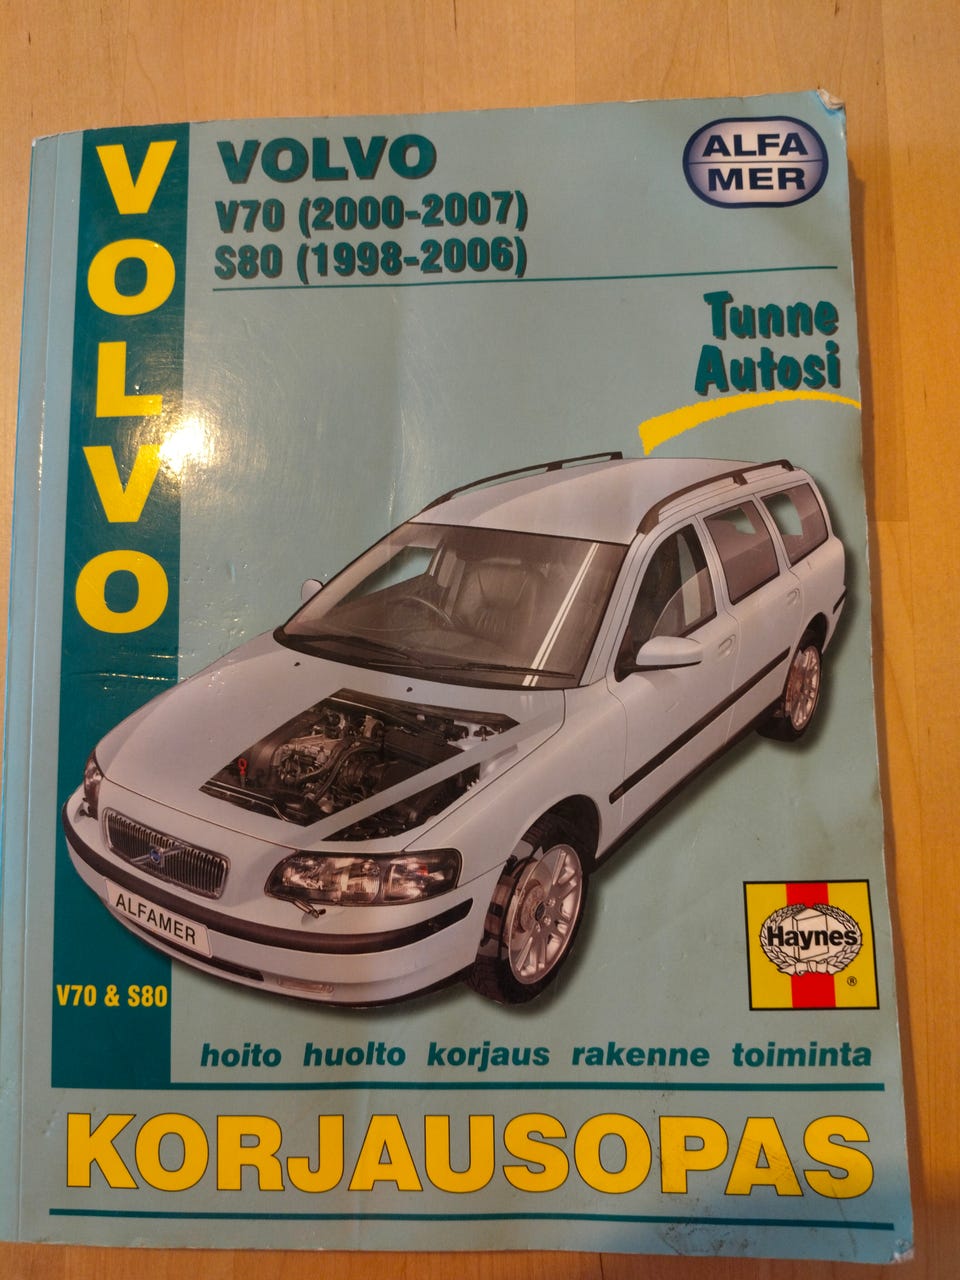 VOLVO
VOLVO
V70 (2000-2007)
S80 (1998-2006)
ALFA
MER
Tunne
Autosi
ALFAMER
Haynes
®
V70 & S80
hoito huolto korjaus rakenne toiminta
KORJAUSOPAS